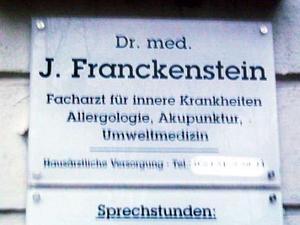 Dr. med.
J. Franckenstein
Facharzt für innere Krankheiten
Allergologie, Akupunktur,
Umweltmedizin
Hausärztliche Versorgung : Tel.
Sprechstunden: